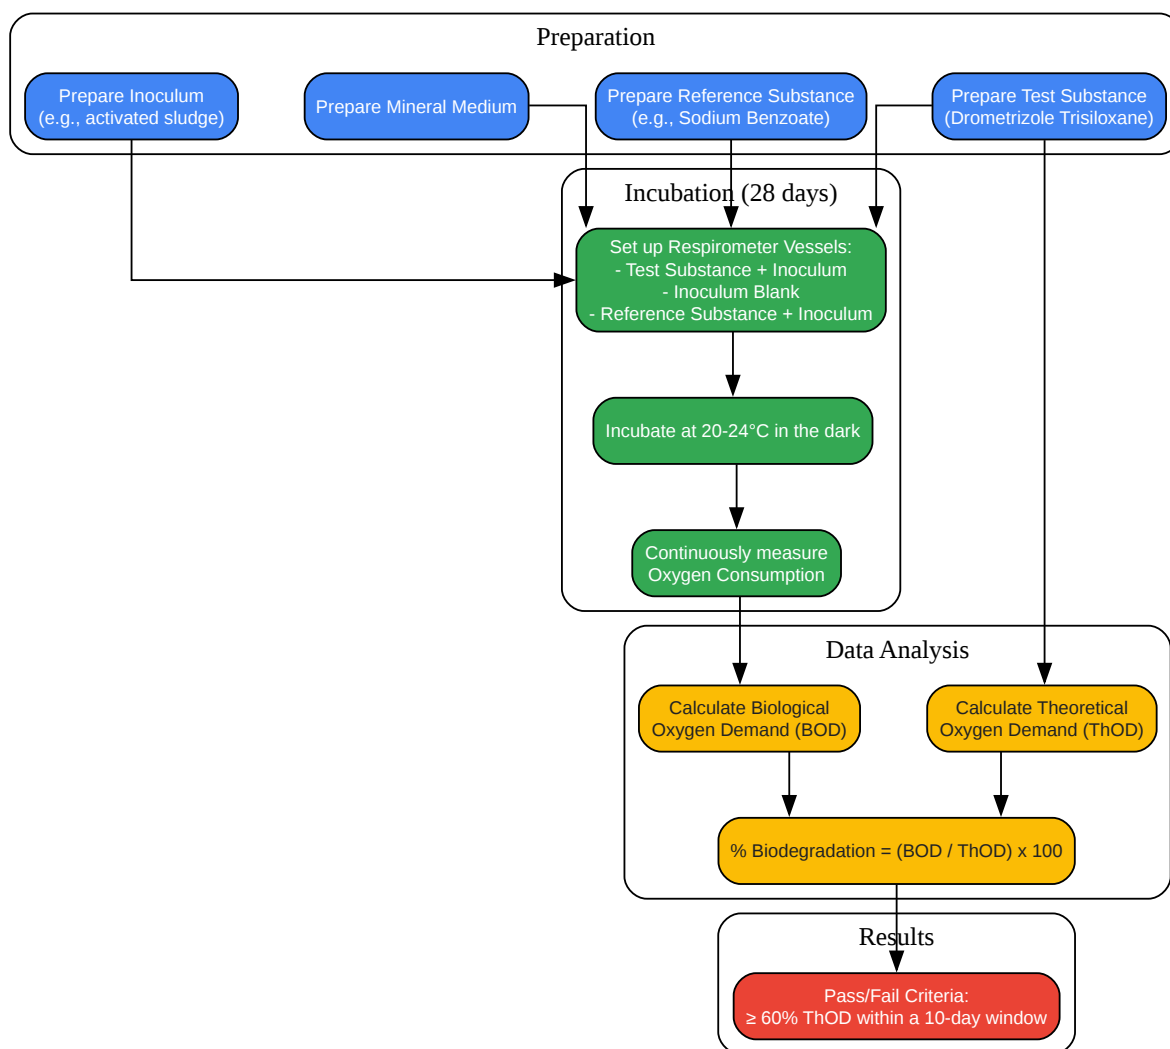 Preparation
Prepare Inoculum
(e.g., activated sludge)
Prepare Mineral Medium
Prepare Reference Substance
(e.g., Sodium Benzoate)
Prepare Test Substance
(Drometrizole Trisiloxane)
Incubation (28 days)
Set up Respirometer Vessels:
- Test Substance + Inoculum
- Inoculum Blank
- Reference Substance + Inoculum
Incubate at 20-24°C in the dark
Continuously measure
Oxygen Consumption
Data Analysis
Calculate Biological
Oxygen Demand (BOD)
Calculate Theoretical
Oxygen Demand (ThOD)
% Biodegradation = (BOD / ThOD) x 100
Results
Pass/Fail Criteria:
≥ 60% ThOD within a 10-day window